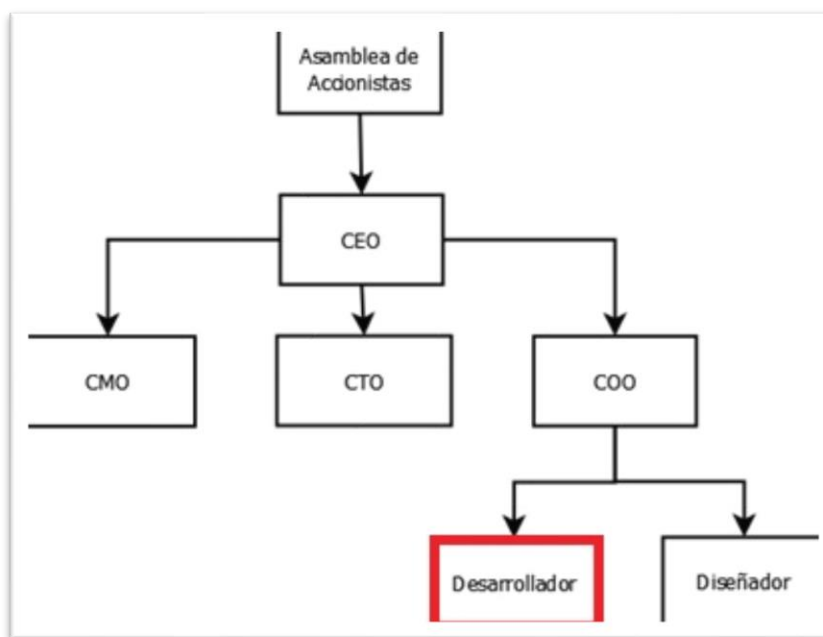 Asamblea de
Accionistas
CEO
CMO
CTO
COO
Desarrollador
Diseñador